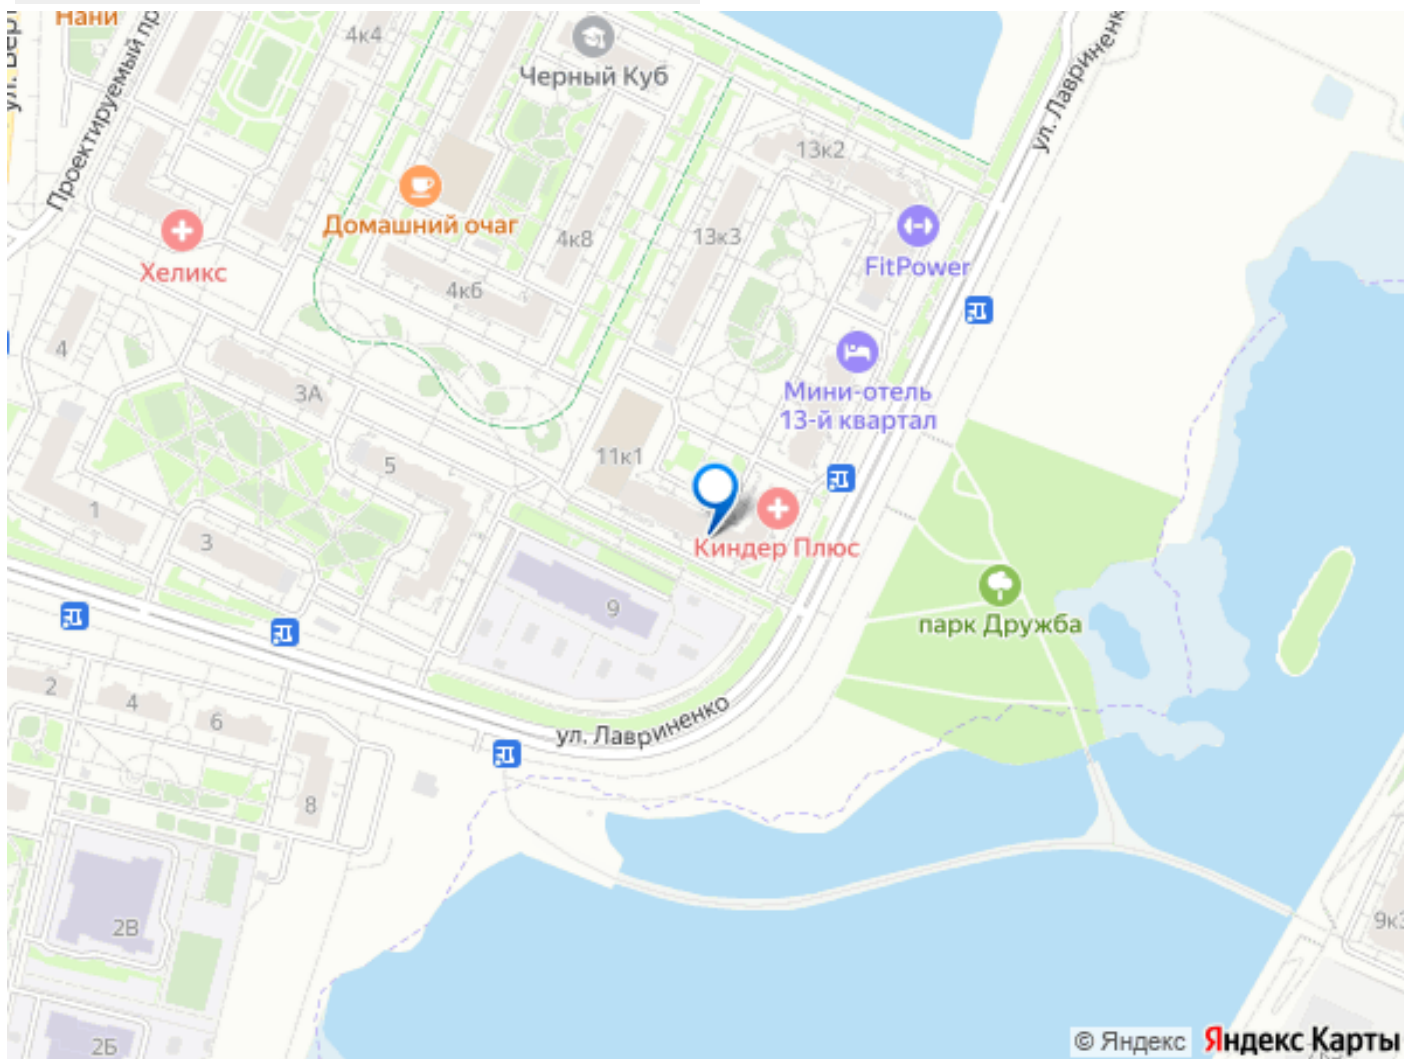 Нани
ул. Вер
Проектируемый пр
4к4
Черный Куб
ул. Лавриненко
13к2
Домашний очаг
4к8
13к3
FitPower
Хеликс
4к6
4
3А
Мини-отель
13-й квартал
11к1
5
1
3
Киндер Плюс
9
парк Дружба
2
4
6
ул. Лавриненко
8
2В
9к3
2Б
© Яндекс
Яндекс Карты